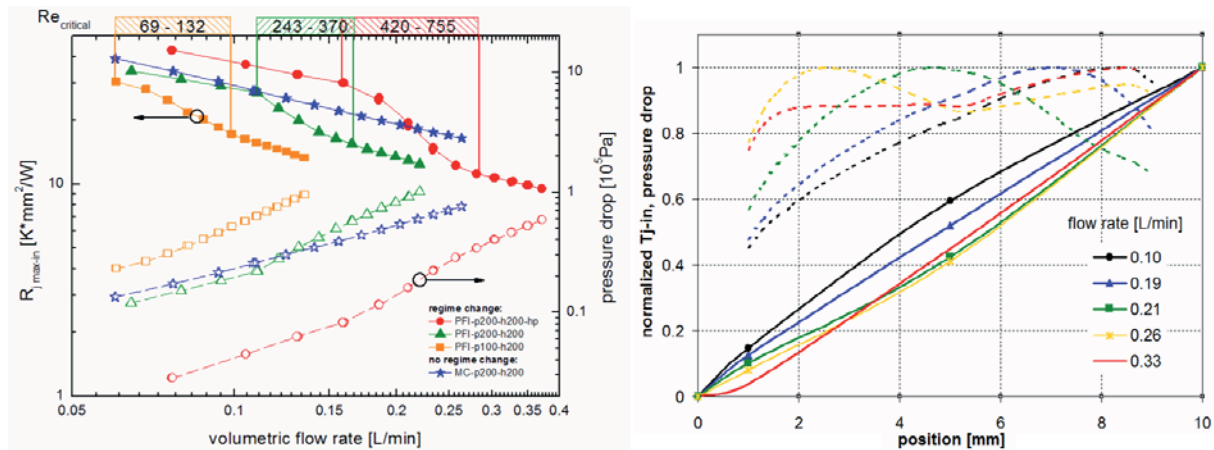 Re critical
69 - 132
243 - 370
420 - 755
R j max-in [K*mm²/W]
10
1
pressure drop [10⁵Pa]
10
1
0.1
regime change:
PFI-p200-h200-hp
PFI-p200-h200
PFI-p100-h200
no regime change:
MC-p200-h200
0.05
0.1
0.15
0.2
0.25
0.3
0.35
0.4
volumetric flow rate [L/min]
normalized Tj-in, pressure drop
1
0.8
0.6
0.4
0.2
0
flow rate [L/min]
0.10
0.19
0.21
0.26
0.33
0
2
4
6
8
10
position [mm]